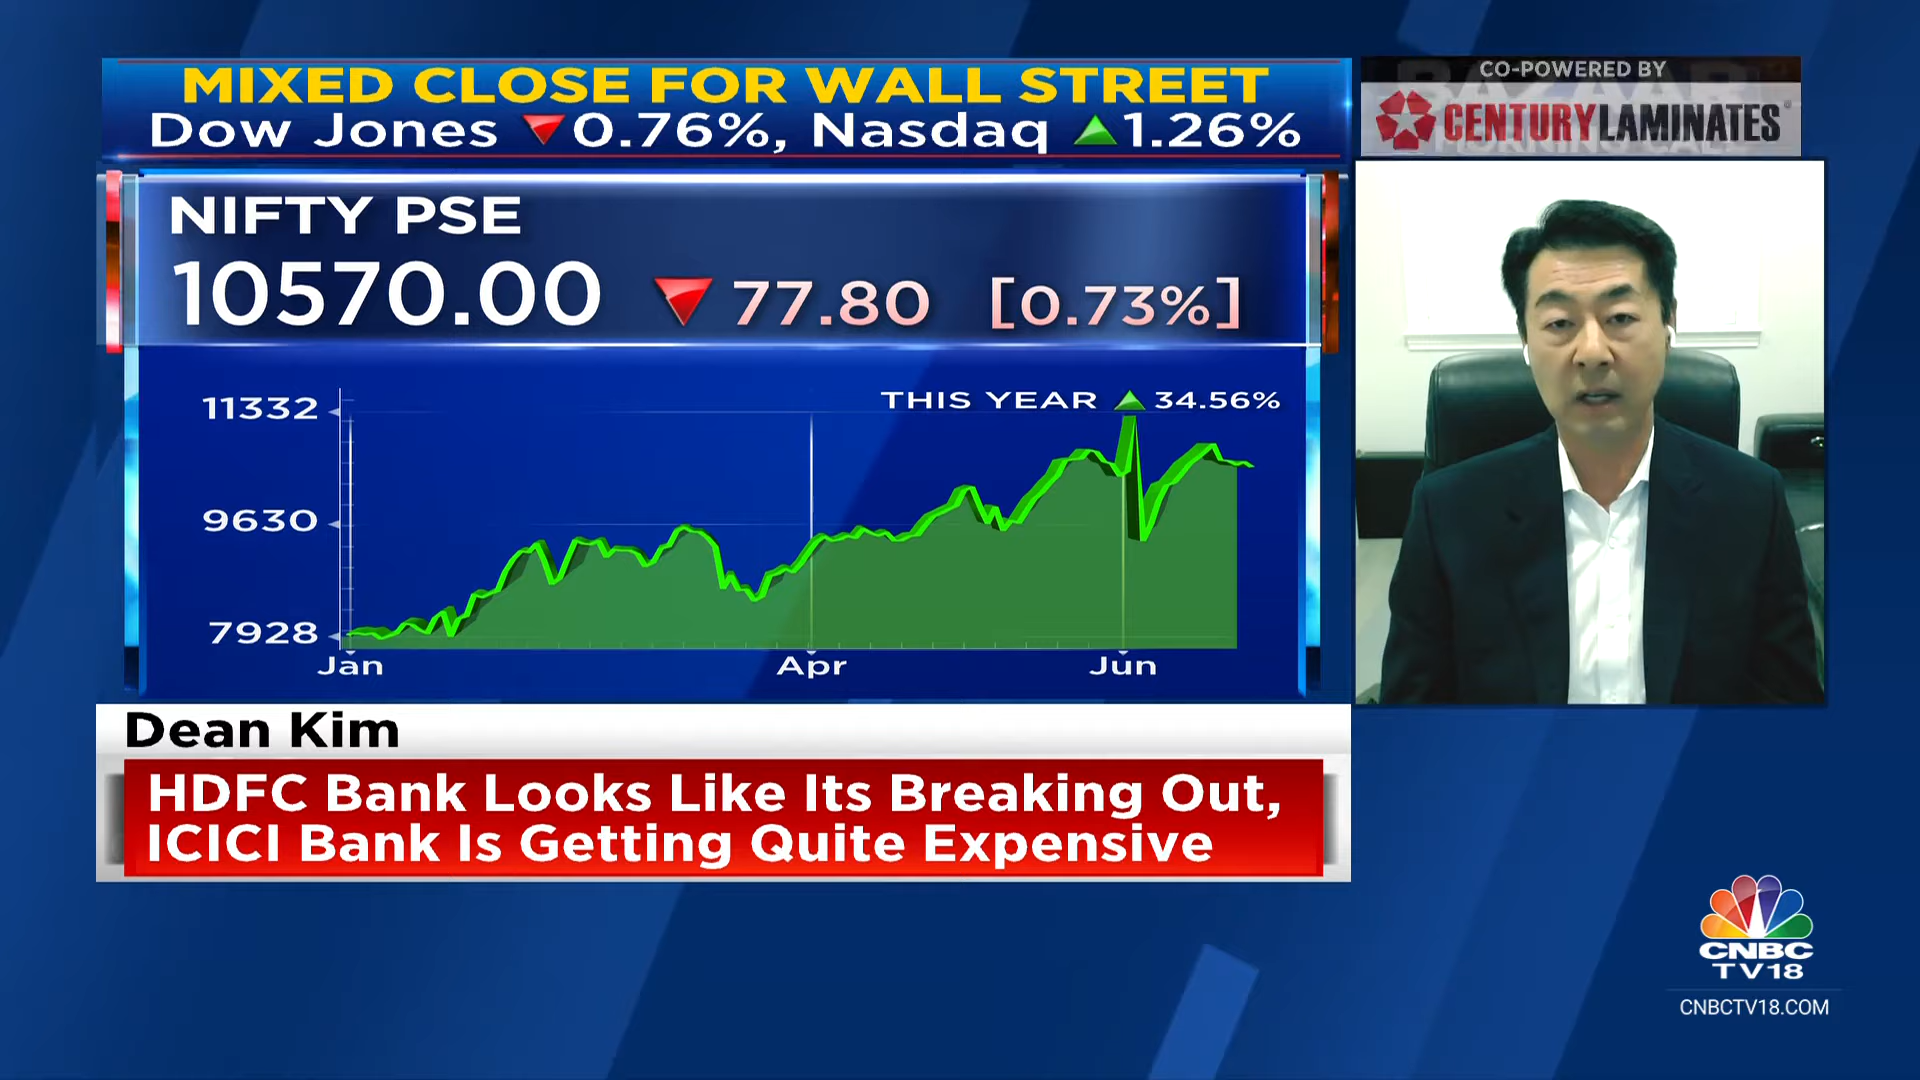 MIXED CLOSE FOR WALL STREET
Dow Jones ▼0.76%, Nasdaq ▲1.26%
CO-POWERED BY
CENTURYLAMINATES®
NIFTY PSE
10570.00 ▼ 77.80 [0.73%]
THIS YEAR ▲ 34.56%
11332
9630
7928
Jan Apr Jun
Dean Kim
HDFC Bank Looks Like Its Breaking Out,
ICICI Bank Is Getting Quite Expensive
CNBC
TV18
CNBCTV18.COM